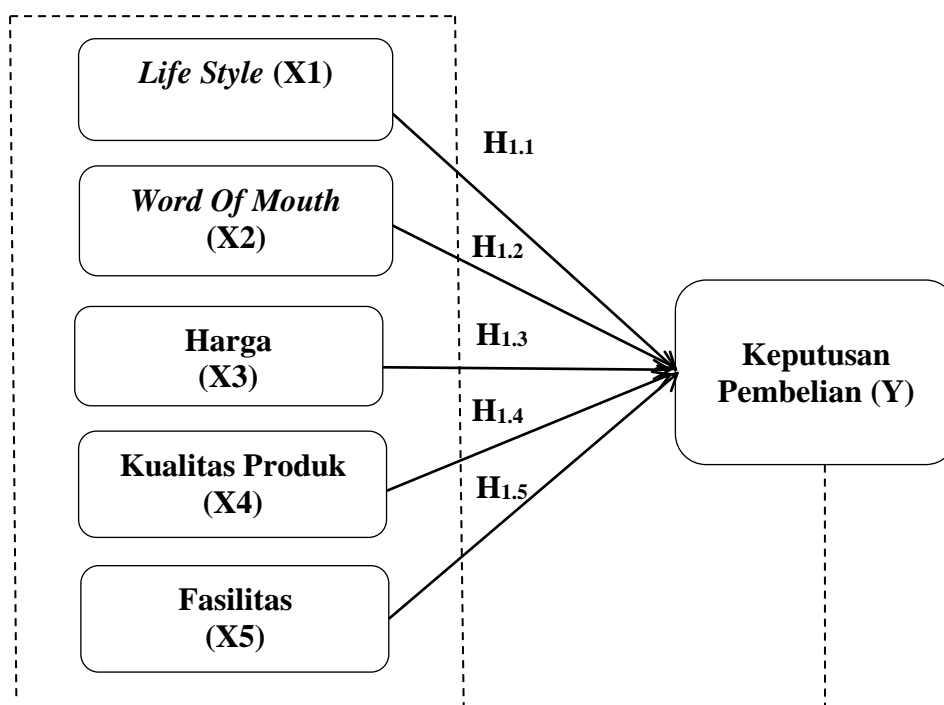 Life Style (X1)
H1.1
Word Of Mouth
(X2)
H1.2
Harga
(X3)
H1.3
Kualitas Produk
(X4)
H1.4
Fasilitas
(X5)
H1.5
Keputusan
Pembelian (Y)